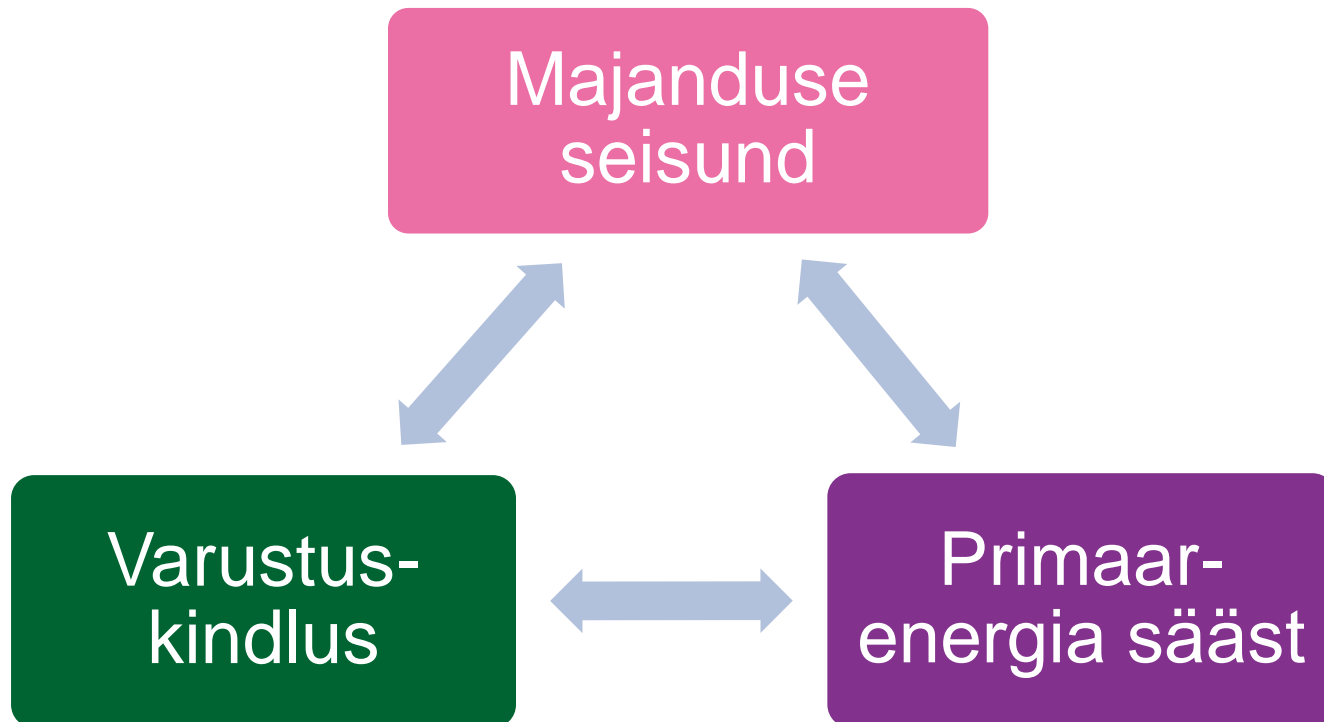 Majanduse
seisund
Varustus-
kindlus
Primaar-
energia sääst